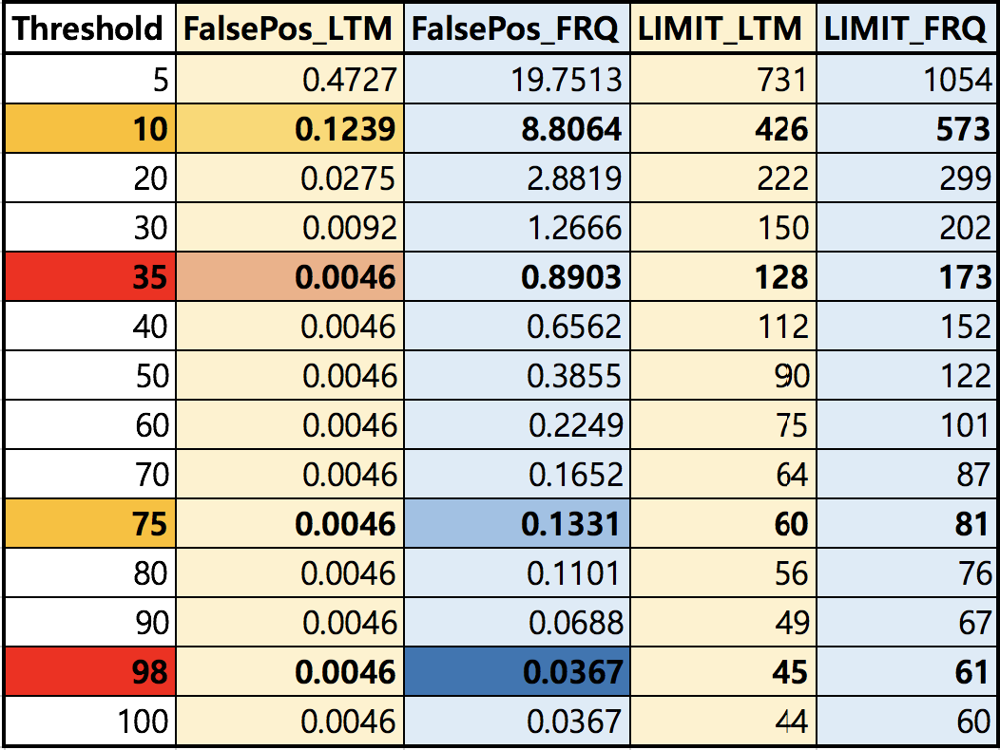 Threshold FalsePos_LTM FalsePos_FRQ LIMIT_LTM LIMIT_FRQ
5 0.4727 19.7513 731 1054
10 0.1239 8.8064 426 573
20 0.0275 2.8819 222 299
30 0.0092 1.2666 150 202
35 0.0046 0.8903 128 173
40 0.0046 0.6562 112 152
50 0.0046 0.3855 90 122
60 0.0046 0.2249 75 101
70 0.0046 0.1652 64 87
75 0.0046 0.1331 60 81
80 0.0046 0.1101 56 76
90 0.0046 0.0688 49 67
98 0.0046 0.0367 45 61
100 0.0046 0.0367 44 60